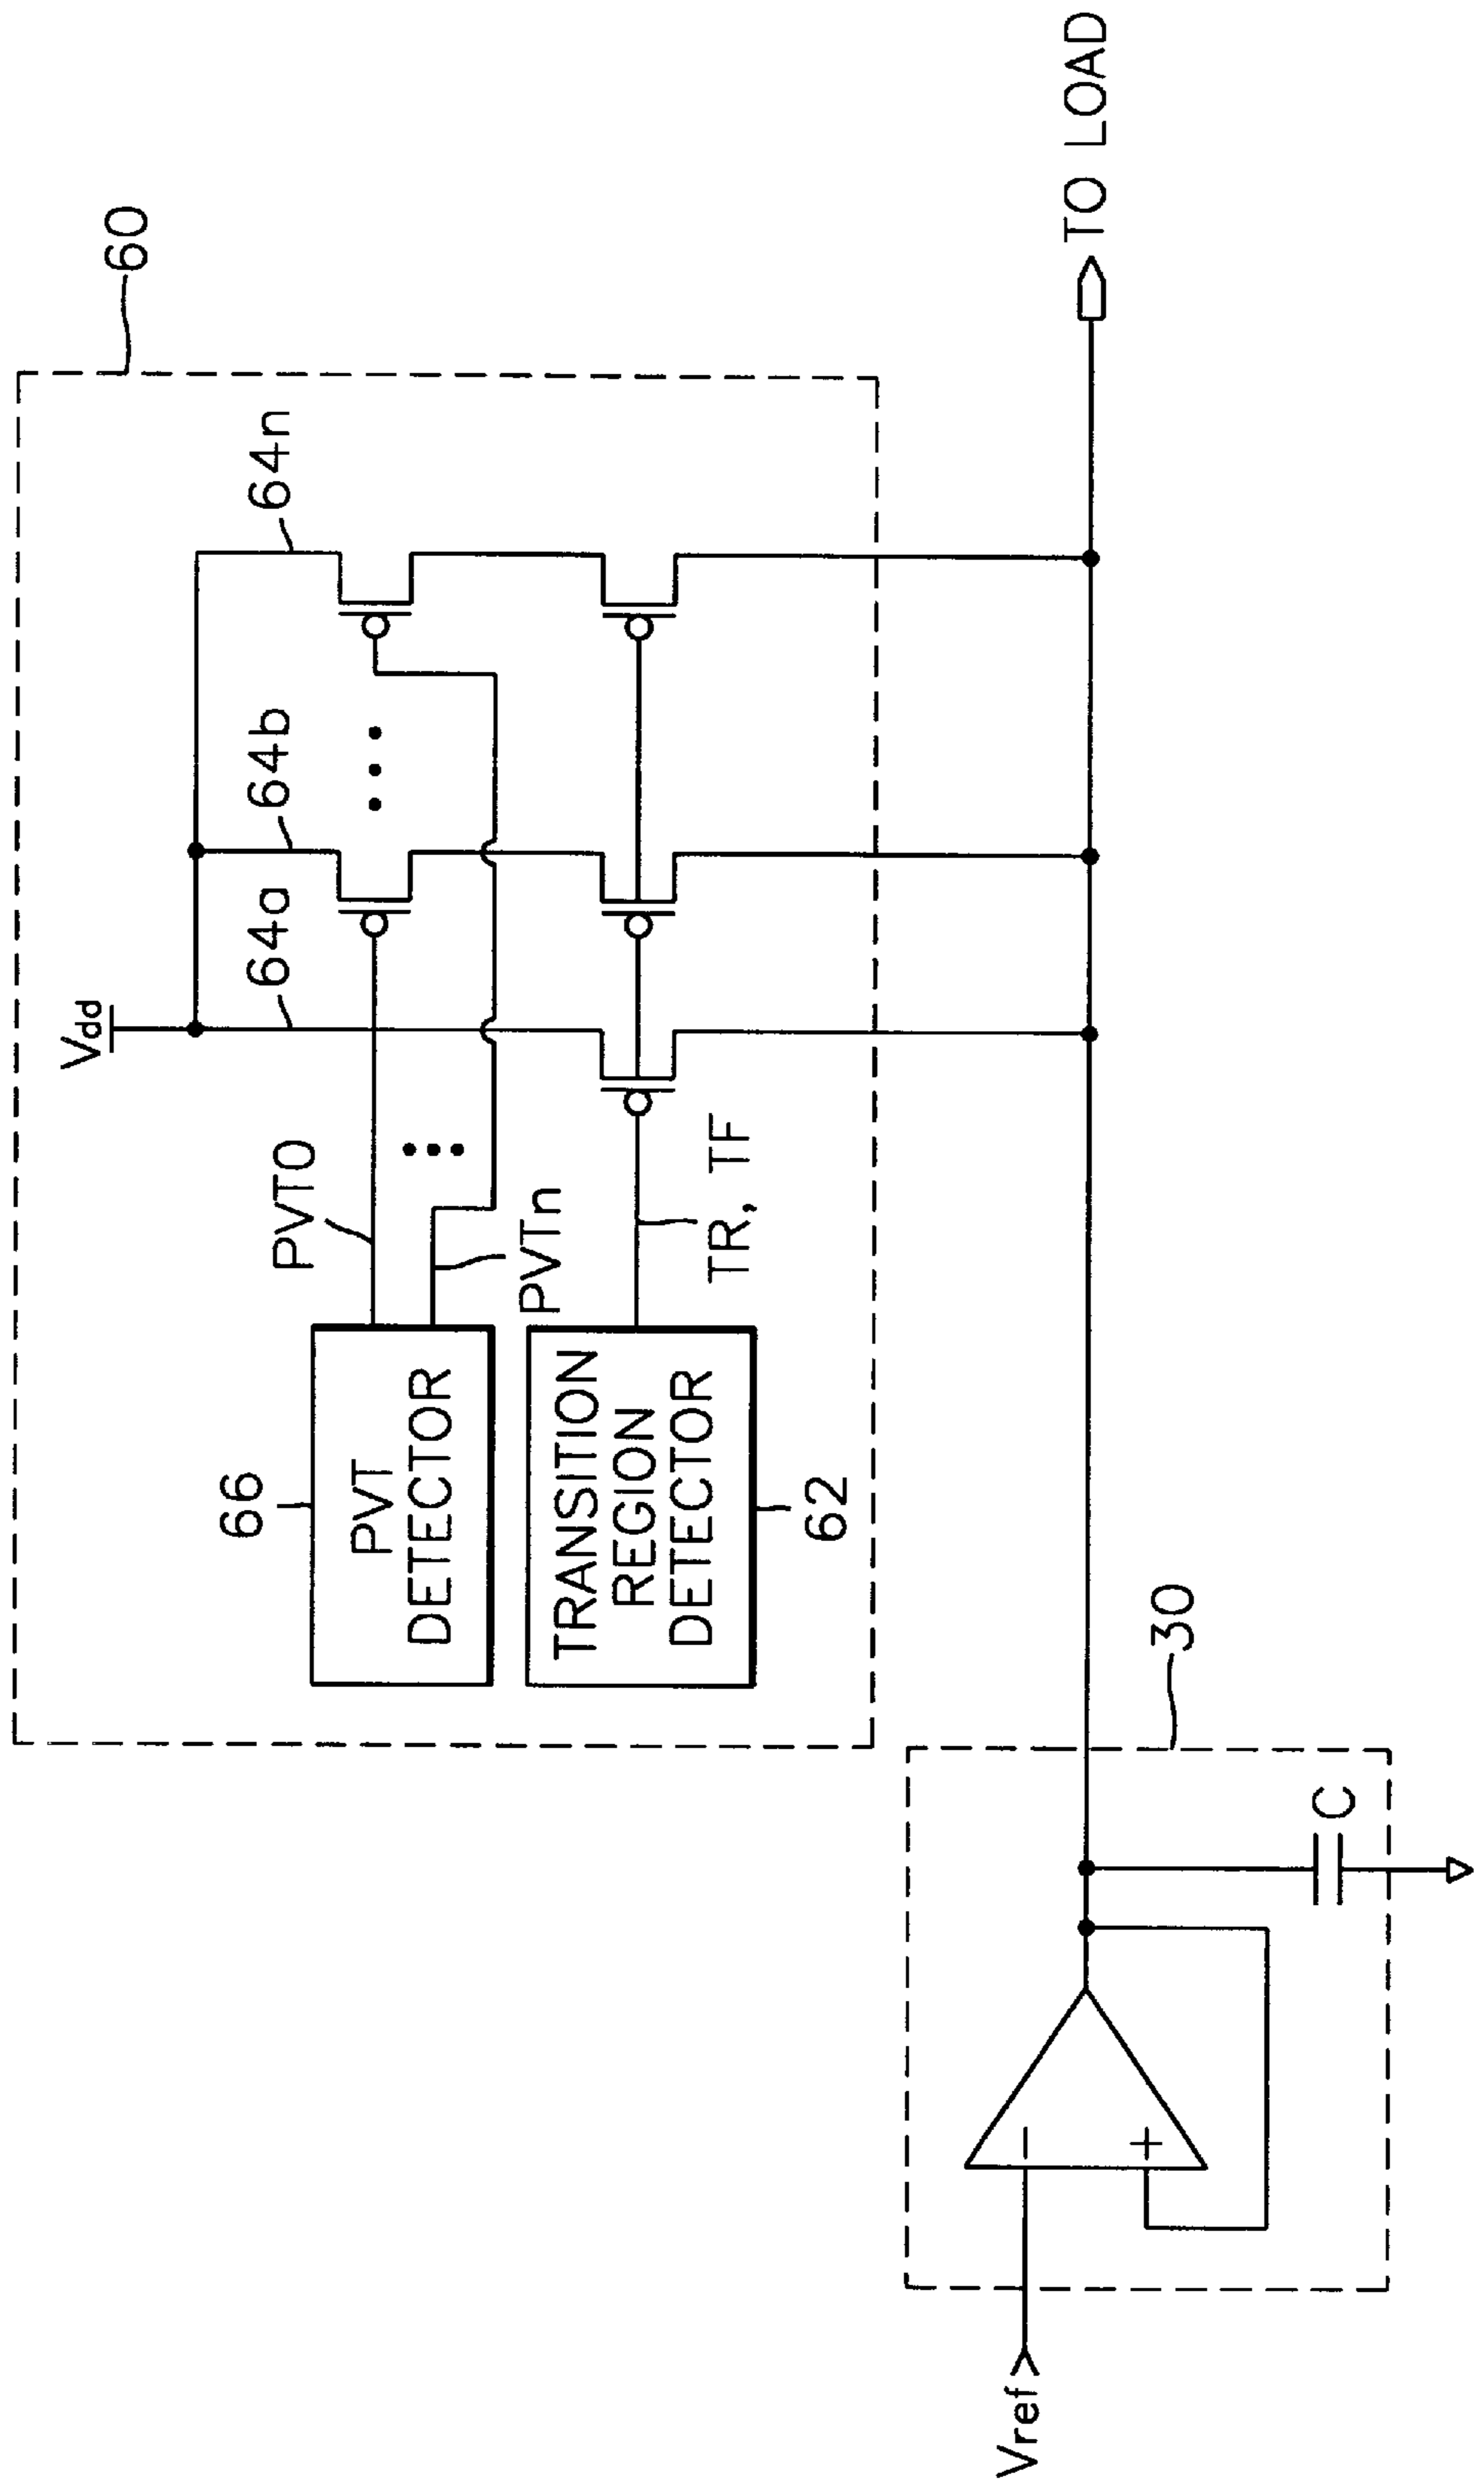 60
Vdd
64a
64b
64n
66
PVT
DETECTOR
PVT0
PVTn
TRANSITION
REGION
DETECTOR
62
TR, TF
TO LOAD
30
Vref
−
+
C